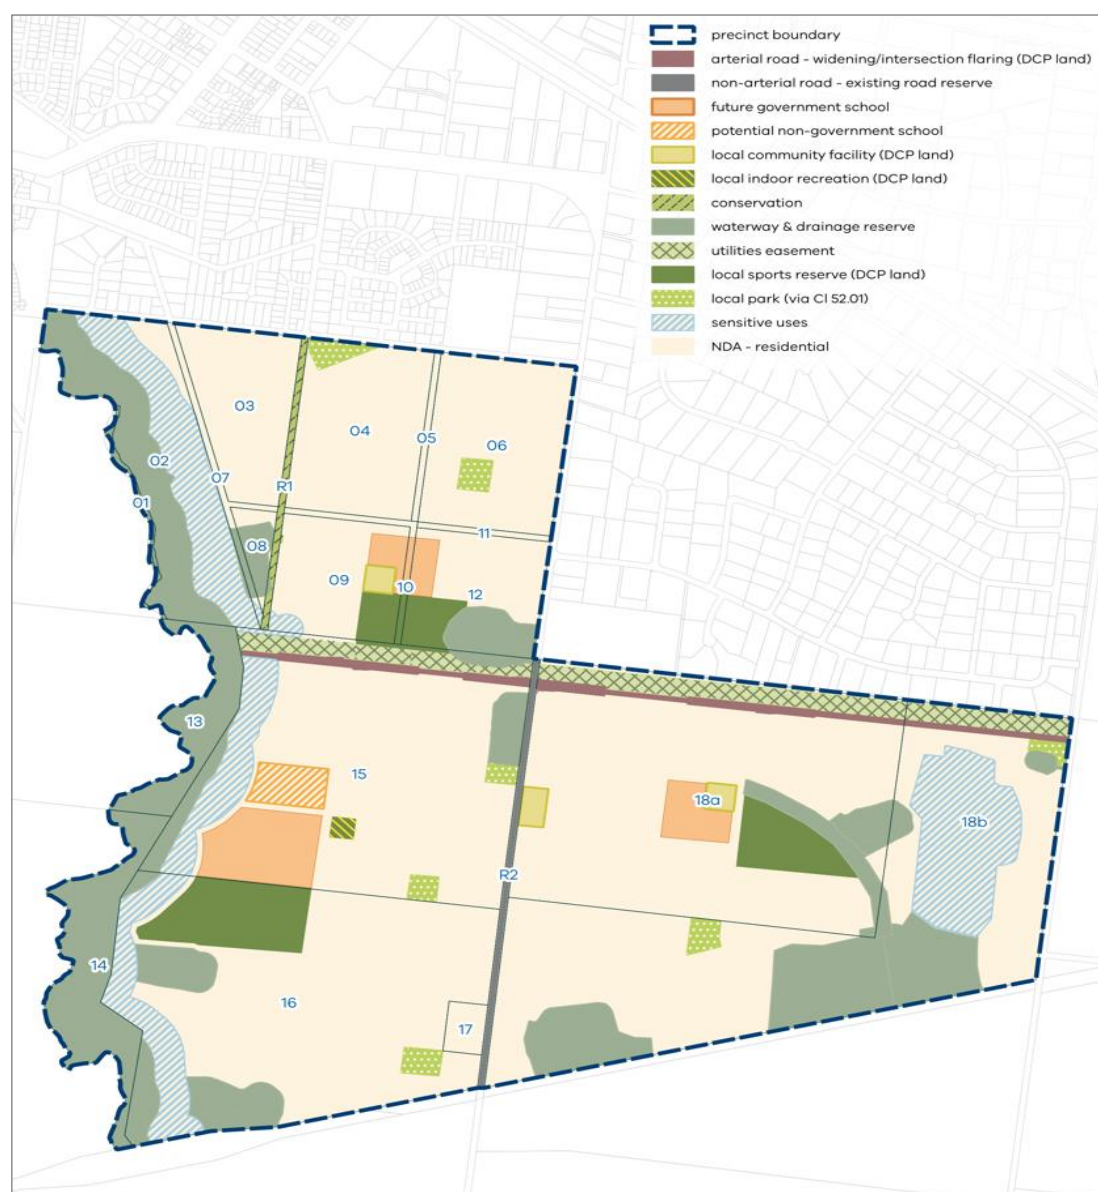 precinct boundary
arterial road - widening/intersection flaring (DCP land)
non-arterial road - existing road reserve
future government school
potential non-government school
local community facility (DCP land)
local indoor recreation (DCP land)
conservation
waterway & drainage reserve
utilities easement
local sports reserve (DCP land)
local park (via Cl 52.01)
sensitive uses
NDA - residential
03
04
05
06
02
07
R1
01
11
08
09
10
12
13
15
18a
18b
R2
14
16
17